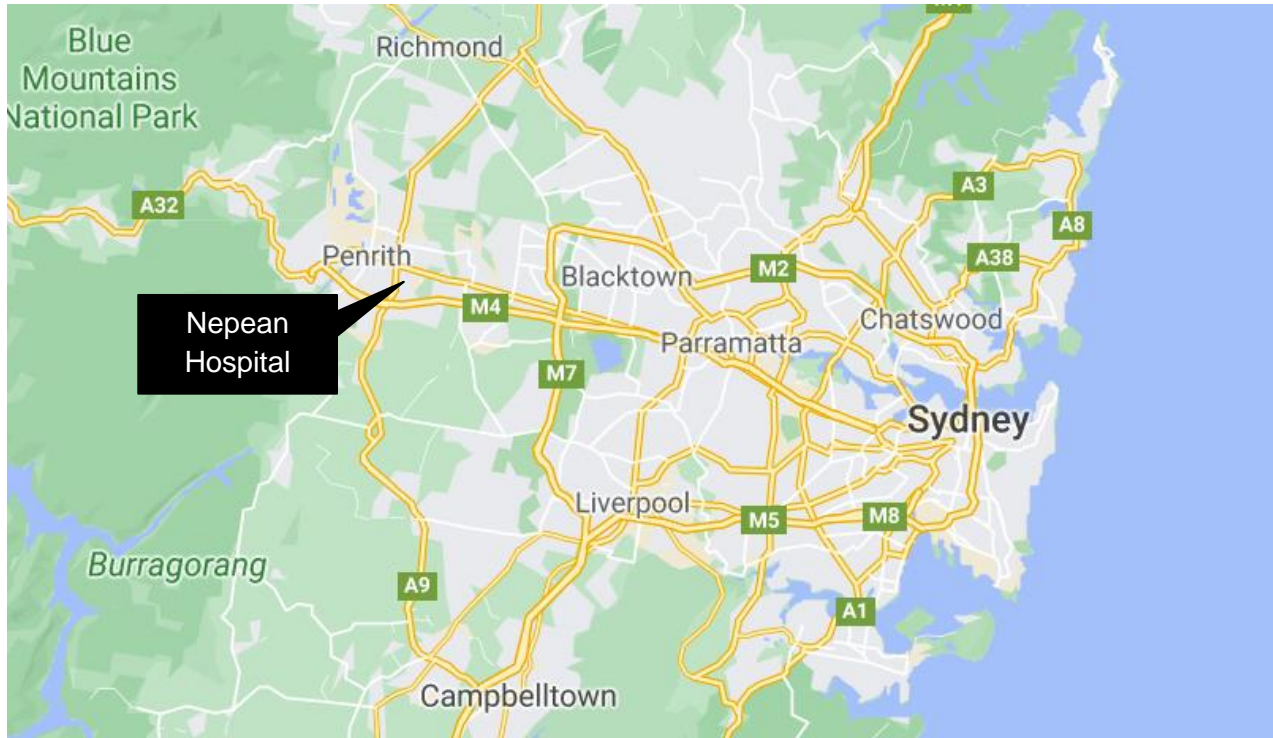 Blue
Mountains
National Park
Richmond
A32
A3
A8
A38
Penrith
Blacktown
M2
Nepean
Hospital
M4
Chatswood
Parramatta
M7
Sydney
Liverpool
M5
M8
Burragorang
A9
A1
Campbelltown